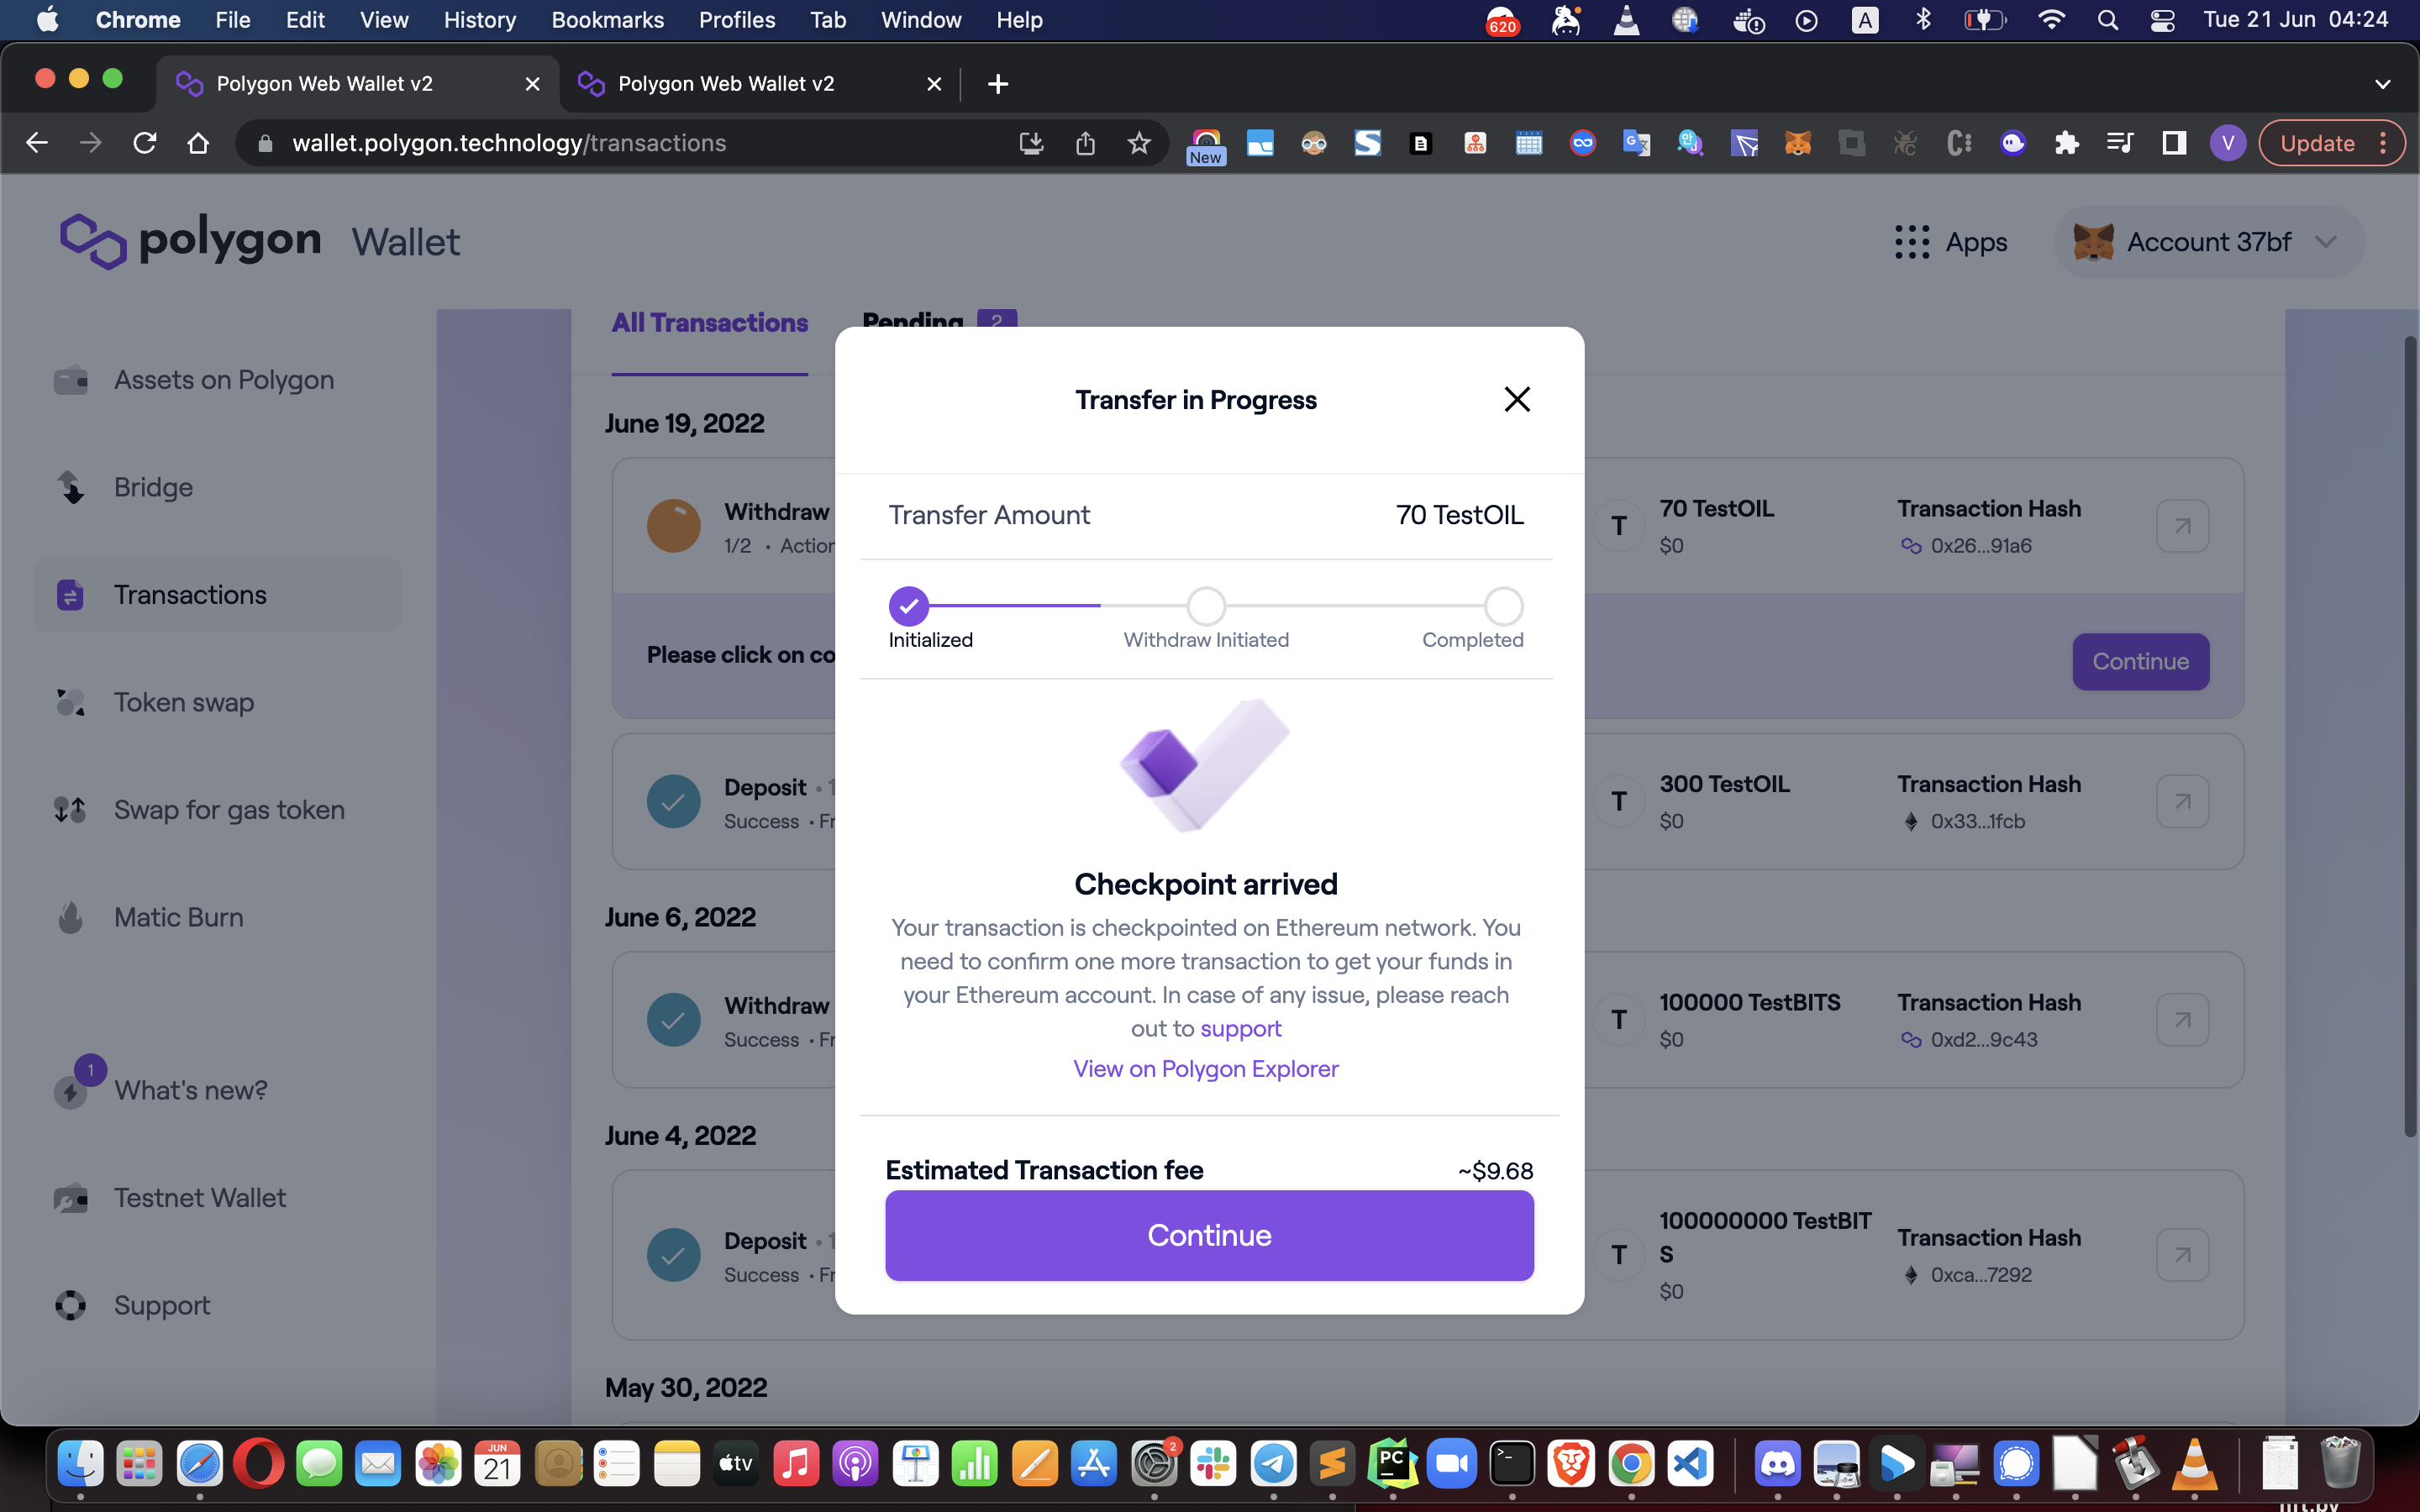 Chrome File Edit View History Bookmarks Profiles Tab Window Help
620
A
Tue 21 Jun 04:24
Polygon Web Wallet v2
Polygon Web Wallet v2
wallet.polygon.technology/transactions
New
V
Update
polygon Wallet
Apps
Account 37bf
Assets on Polygon
Bridge
Transactions
Token swap
Swap for gas token
Matic Burn
1
What's new?
Testnet Wallet
Support
All Transactions
Pending 2
June 19, 2022
Withdraw
1/2 • Action
T
70 TestOIL
$0
Transaction Hash
0x26...91a6
Please click on co
Continue
Deposit • 1
Success • Fr
T
300 TestOIL
$0
Transaction Hash
0x33...1fcb
June 6, 2022
Withdraw
Success • Fr
T
100000 TestBITS
$0
Transaction Hash
0xd2...9c43
June 4, 2022
Deposit • 1
Success • Fr
T
100000000 TestBIT
S
$0
Transaction Hash
0xca...7292
May 30, 2022
Transfer in Progress
Transfer Amount
70 TestOIL
Initialized
Withdraw Initiated
Completed
Checkpoint arrived
Your transaction is checkpointed on Ethereum network. You
need to confirm one more transaction to get your funds in
your Ethereum account. In case of any issue, please reach
out to support
View on Polygon Explorer
Estimated Transaction fee
~$9.68
Continue
JUN
21
tv
2
PC